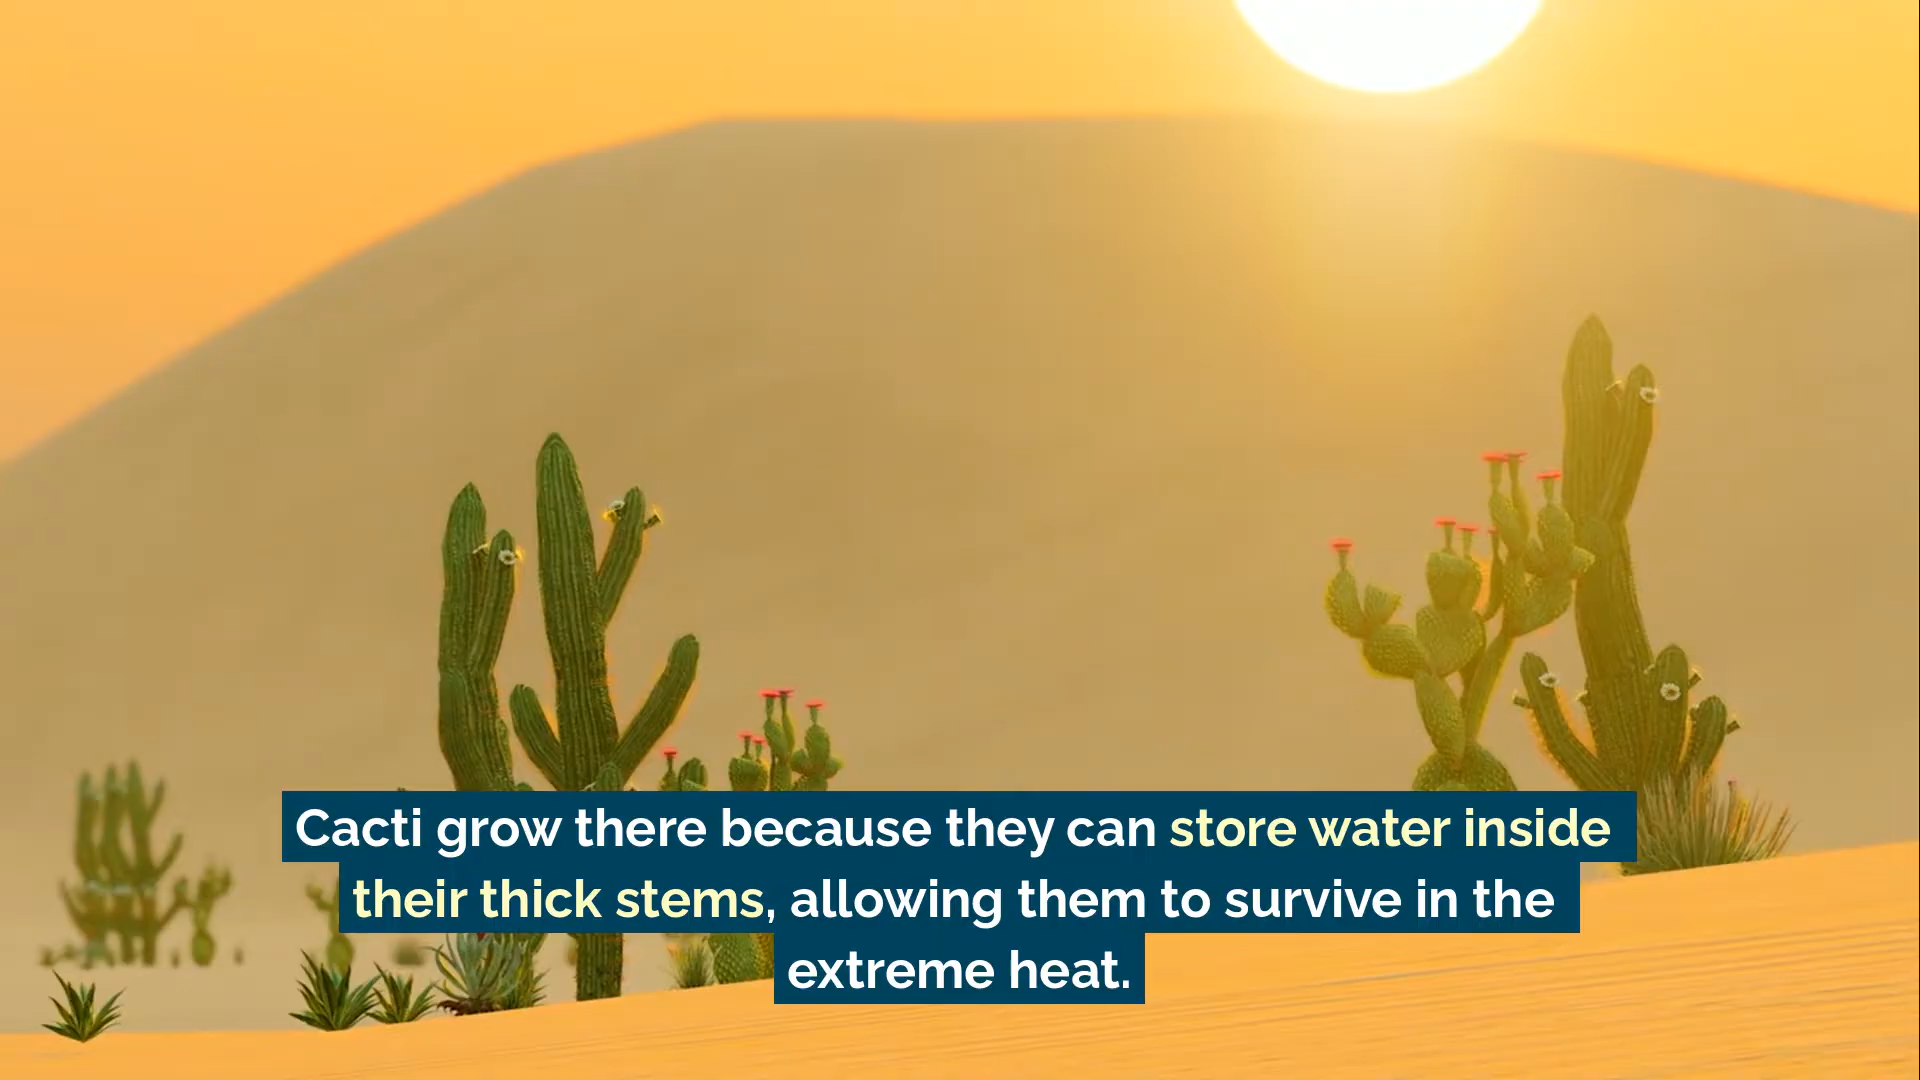 Cacti grow there because they can store water inside
their thick stems, allowing them to survive in the
extreme heat.